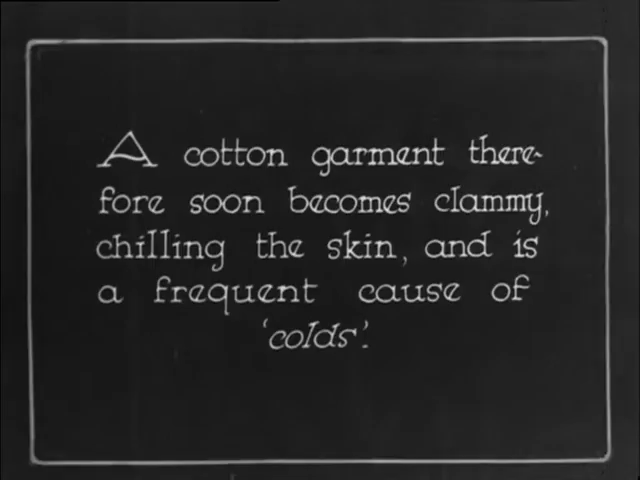 A cotton garment there-
fore soon becomes clammy,
chilling the skin, and is
a frequent cause of
'colds'.